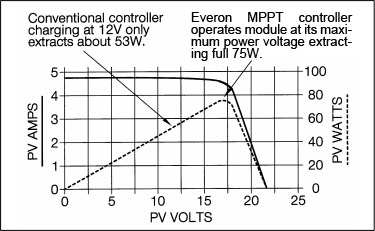 Conventional controller
charging at 12V only
extracts about 53W.
Everon MPPT controller
operates module at its maxi-
mum power voltage extract-
ing full 75W.
5
4
3
2
1
0
PV AMPS
100
80
60
40
20
0
PV WATTS
0
5
10
15
20
25
PV VOLTS